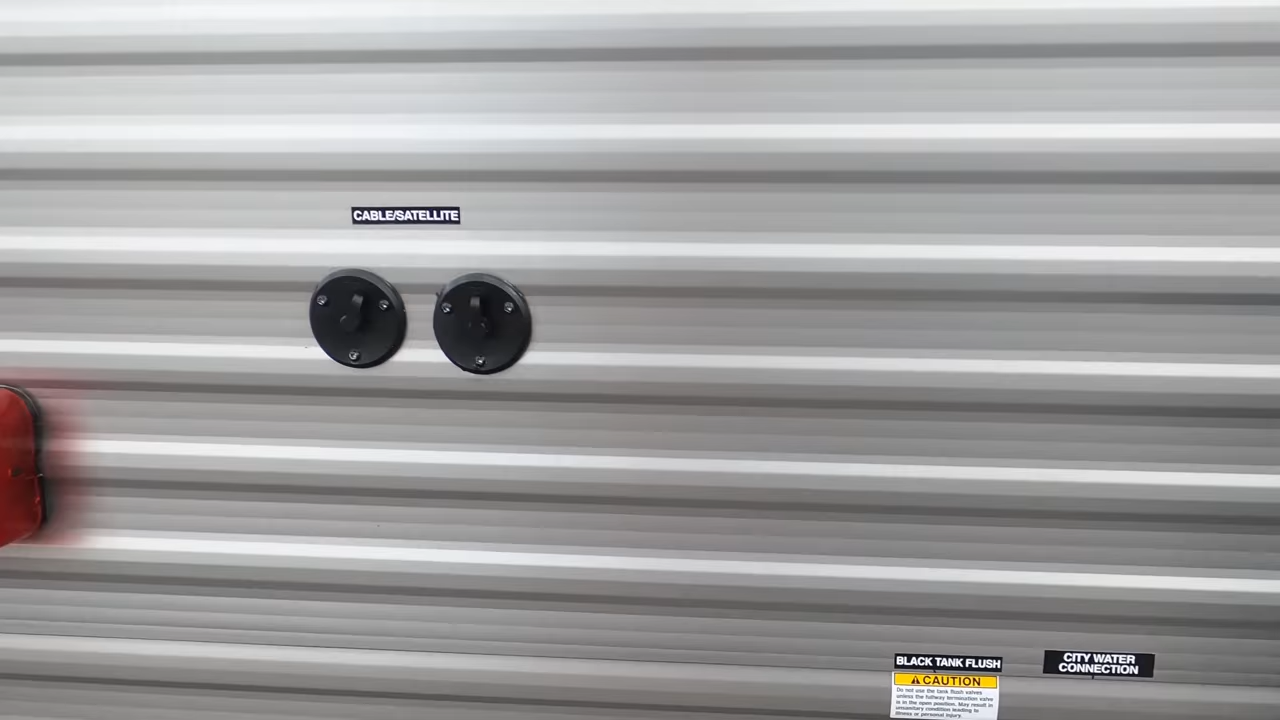 CABLE/SATELLITE
BLACK TANK FLUSH
CITY WATER
CONNECTION
CAUTION
Do not use the tank flush valves
unless the hallway termination valve
is in the open position. May result in
unsanitary condition leading to
illness or personal injury.